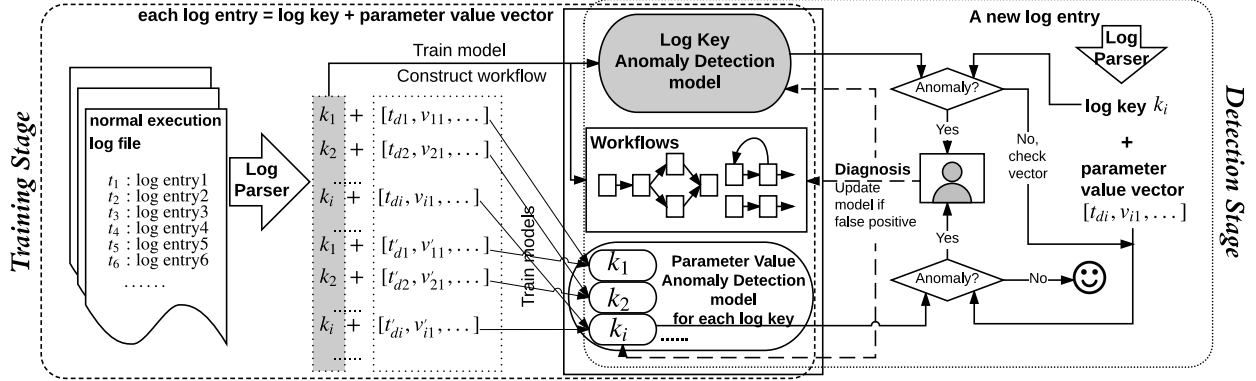 each log entry = log key + parameter value vector
A new log entry
Training Stage
normal execution
log file
t1 : log entry1
t2 : log entry2
t3 : log entry3
t4 : log entry4
t5 : log entry5
t6 : log entry6
......
Log
Parser
Train model
Construct workflow
k1 + [td1, v11, . . . ]
k2 + [td2, v21, . . . ]
......
ki + [tdi, vi1, . . . ]
......
k1 + [t'd1, v'11, . . . ]
k2 + [t'd2, v'21, . . . ]
......
ki + [t'di, v'i1, . . . ]
......
Train models
Log Key
Anomaly Detection
model
Workflows
k1
k2
ki
Parameter Value
Anomaly Detection
model
for each log key
......
Diagnosis
Update
model if
false positive
Anomaly?
Yes
No,
check
vector
Yes
Anomaly?
No
Log
Parser
log key ki
+
parameter
value vector
[tdi, vi1, . . . ]
Detection Stage